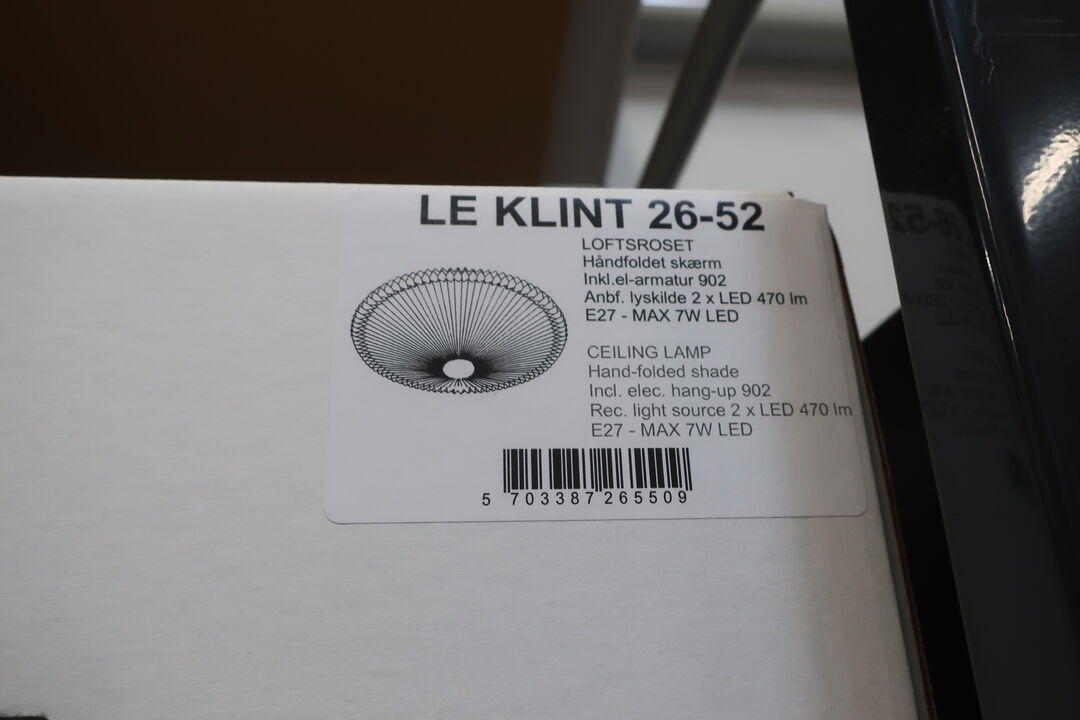 LE KLINT 26-52
LOFTSROSET
Håndfoldet skærm
Inkl.el-armatur 902
Anbf. lyskilde 2 x LED 470 lm
E27 - MAX 7W LED
CEILING LAMP
Hand-folded shade
Incl. elec. hang-up 902
Rec. light source 2 x LED 470 lm
E27 - MAX 7W LED
5 703387 265509